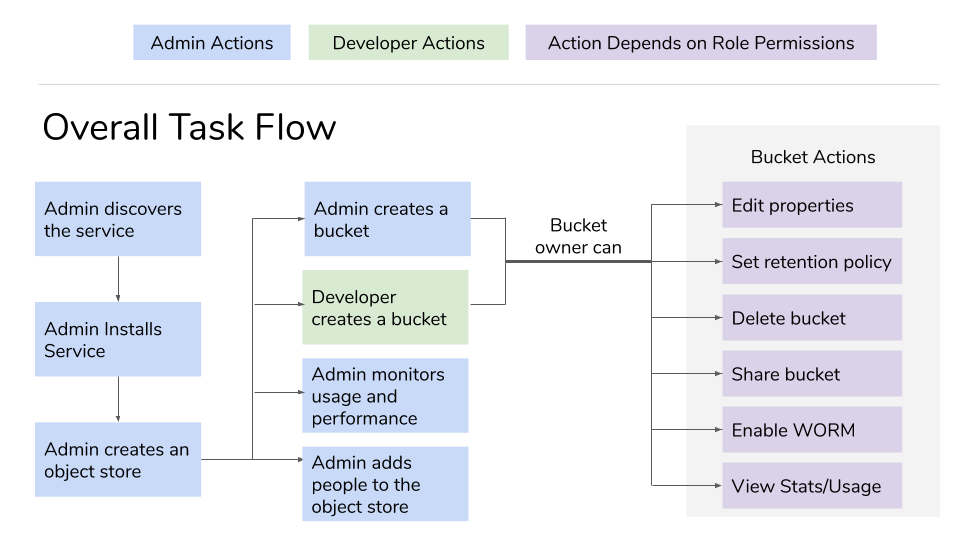 Admin Actions
Developer Actions
Action Depends on Role Permissions
Overall Task Flow
Admin discovers
the service
Admin Installs
Service
Admin creates an
object store
Admin creates a
bucket
Developer
creates a bucket
Admin monitors
usage and
performance
Admin adds
people to the
object store
Bucket
owner can
Bucket Actions
Edit properties
Set retention policy
Delete bucket
Share bucket
Enable WORM
View Stats/Usage